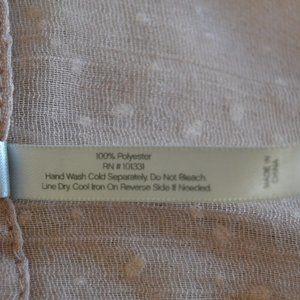 100% Polyester
RN # 101331
Hand Wash Cold Separately. Do Not Bleach.
Line Dry. Cool Iron On Reverse Side If Needed.
MADE IN
CHINA